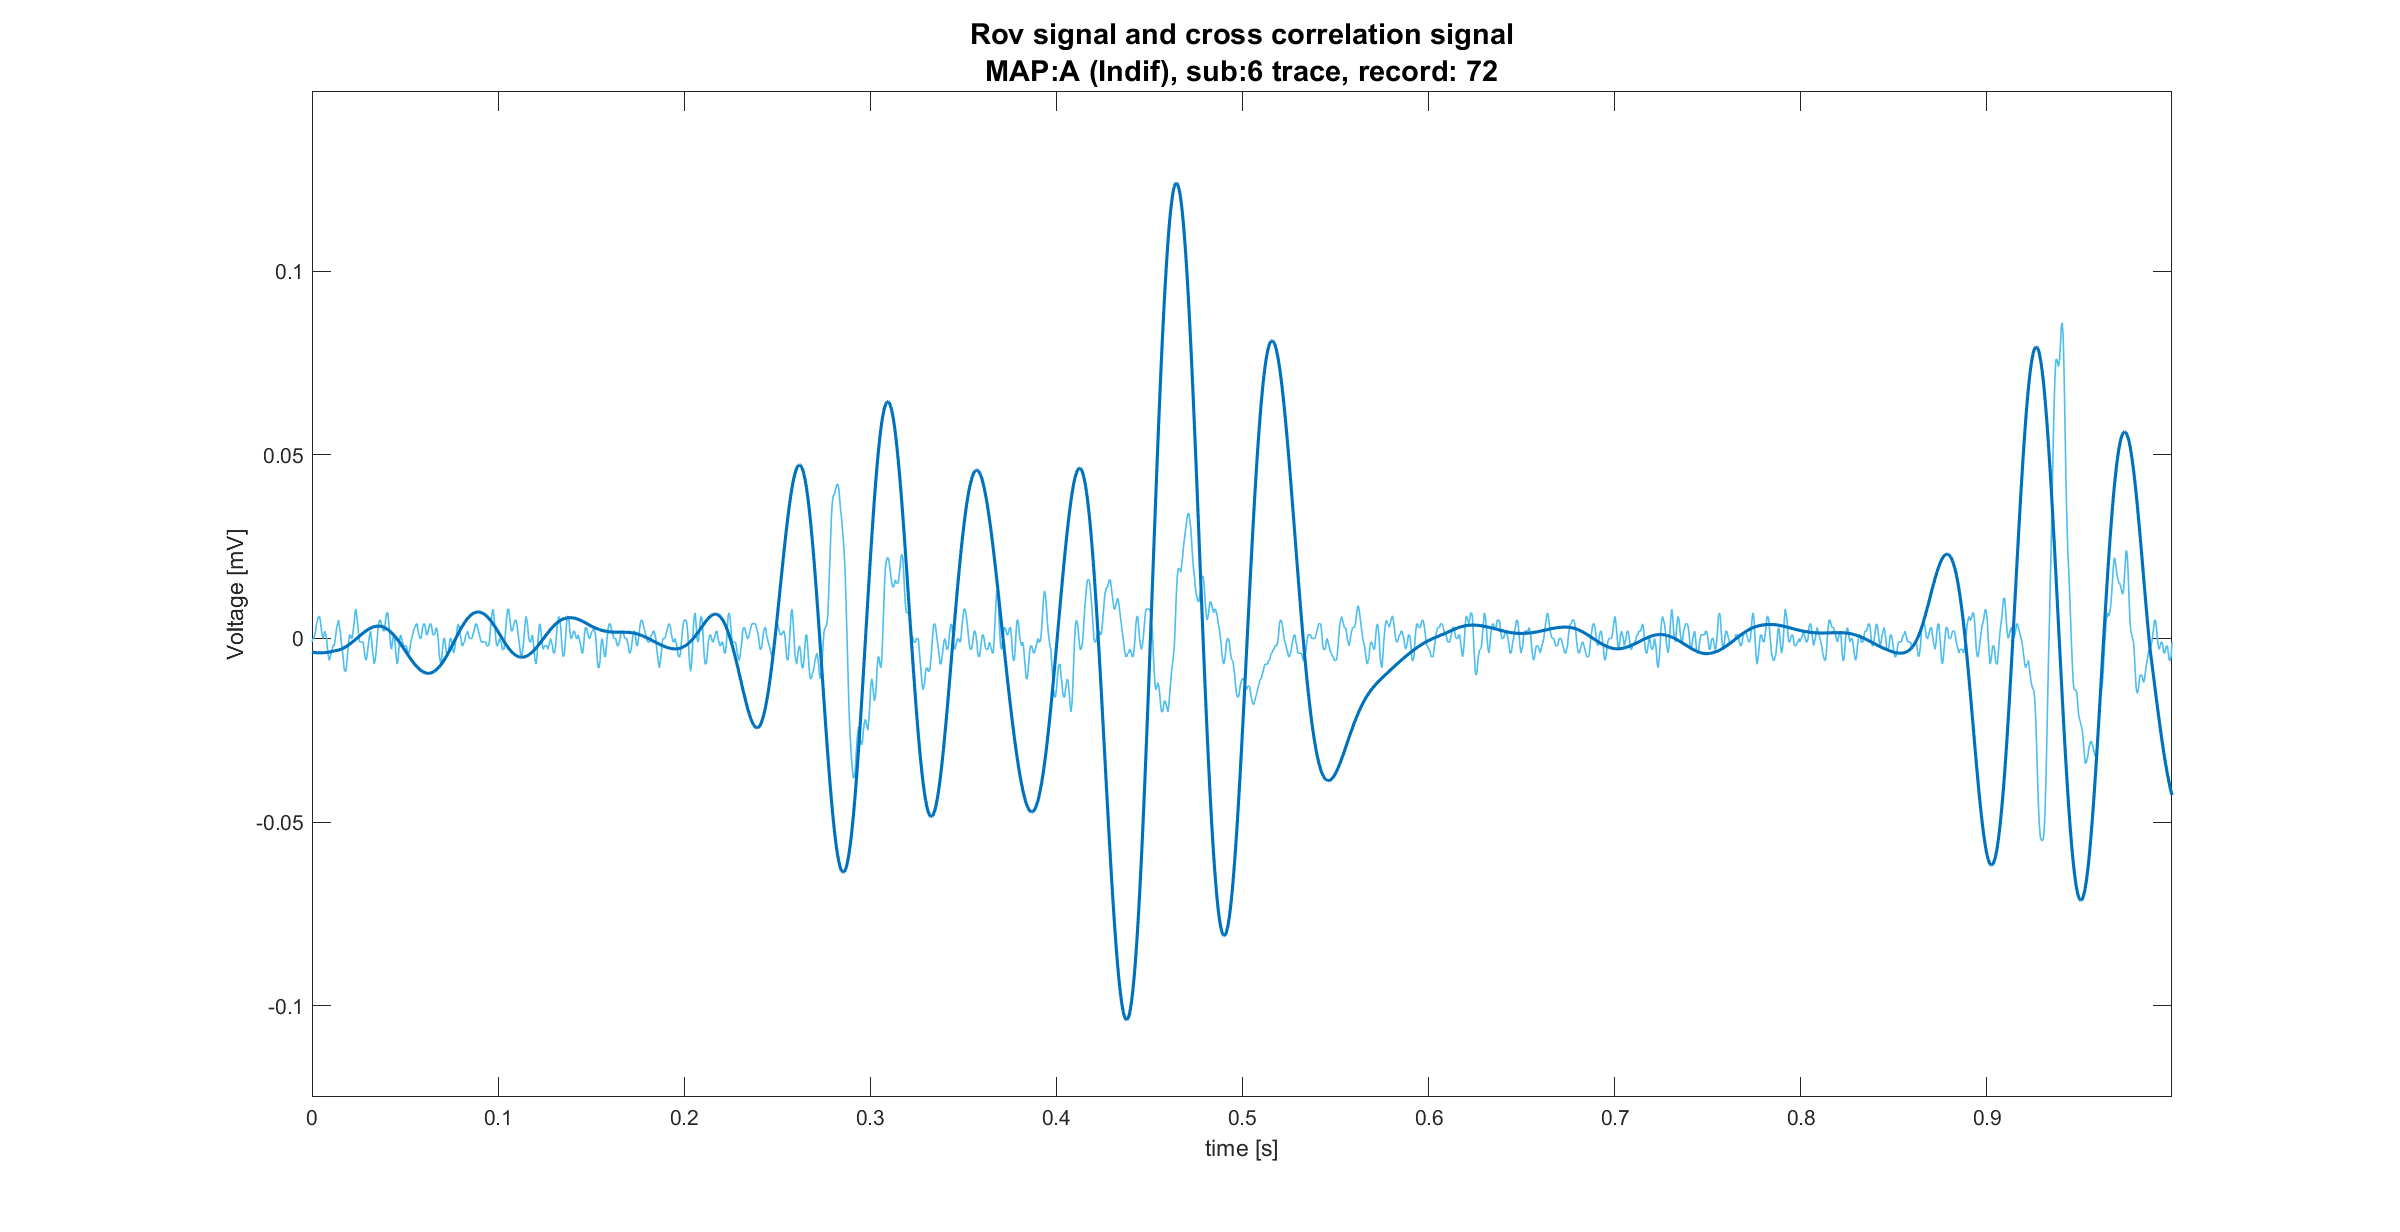 Rov signal and cross correlation signal
MAP:A (Indif), sub:6 trace, record: 72
Voltage [mV]
0.1
0.05
0
-0.05
-0.1
0 0.1 0.2 0.3 0.4 0.5 0.6 0.7 0.8 0.9
time [s]